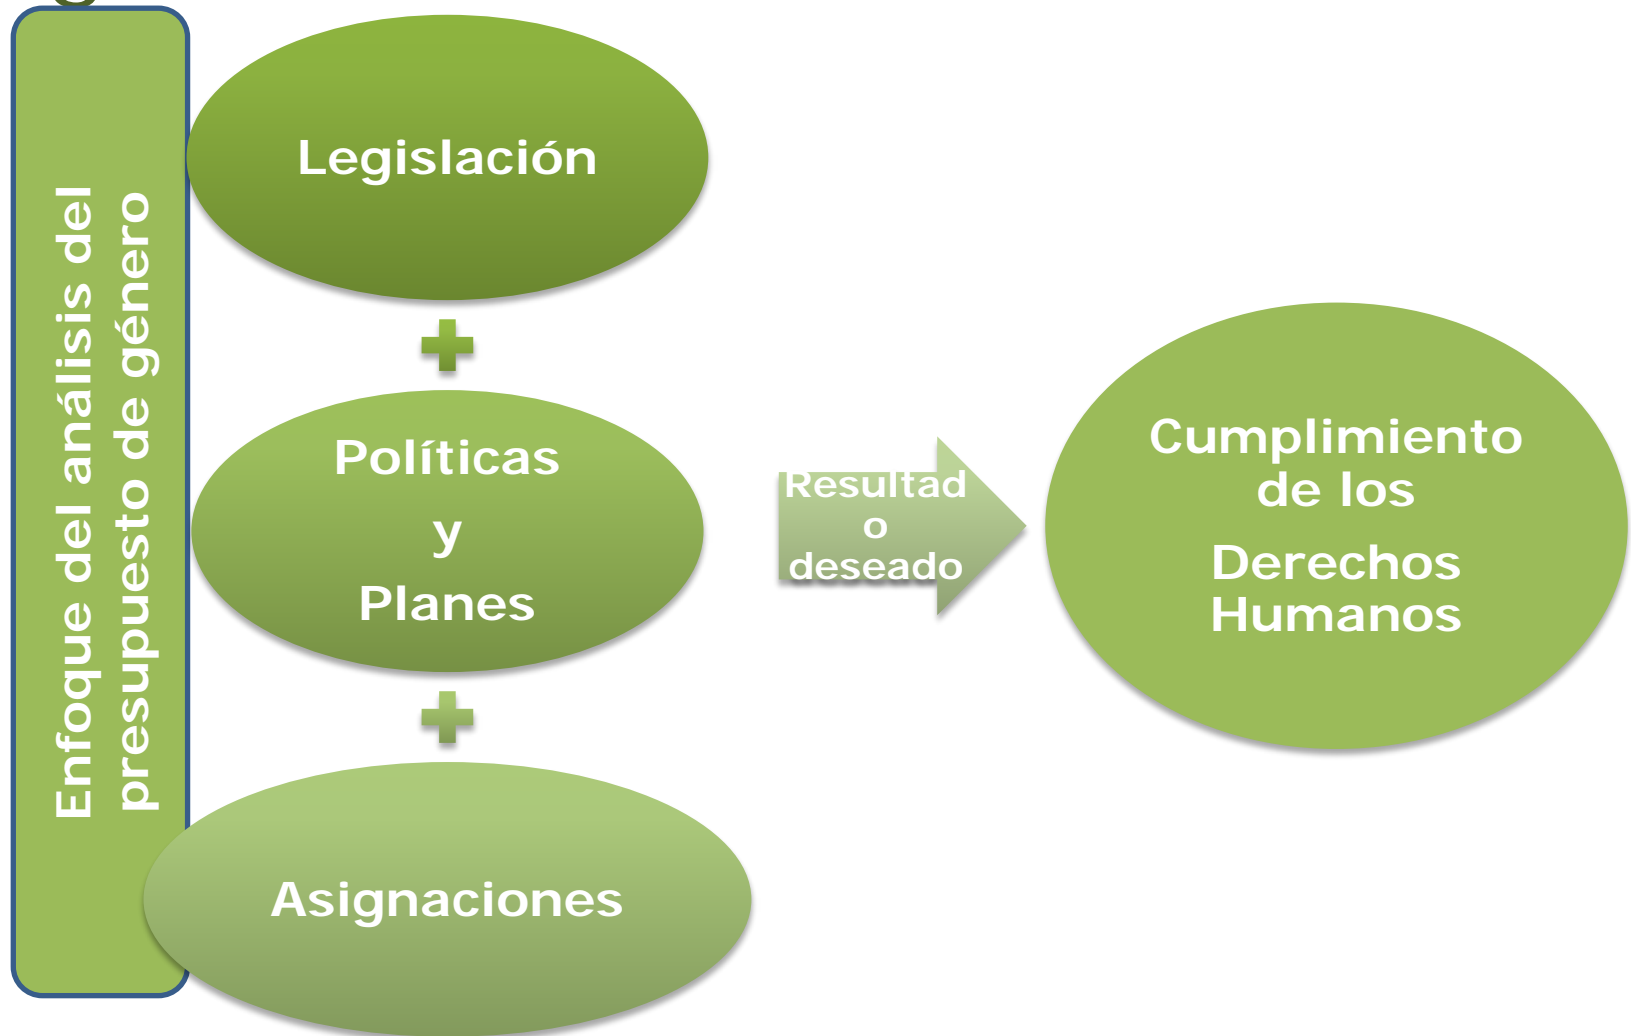 Enfoque del análisis del
presupuesto de género
Legislación
Políticas
y
Planes
Asignaciones
Resultad
o
deseado
Cumplimiento
de los
Derechos
Humanos